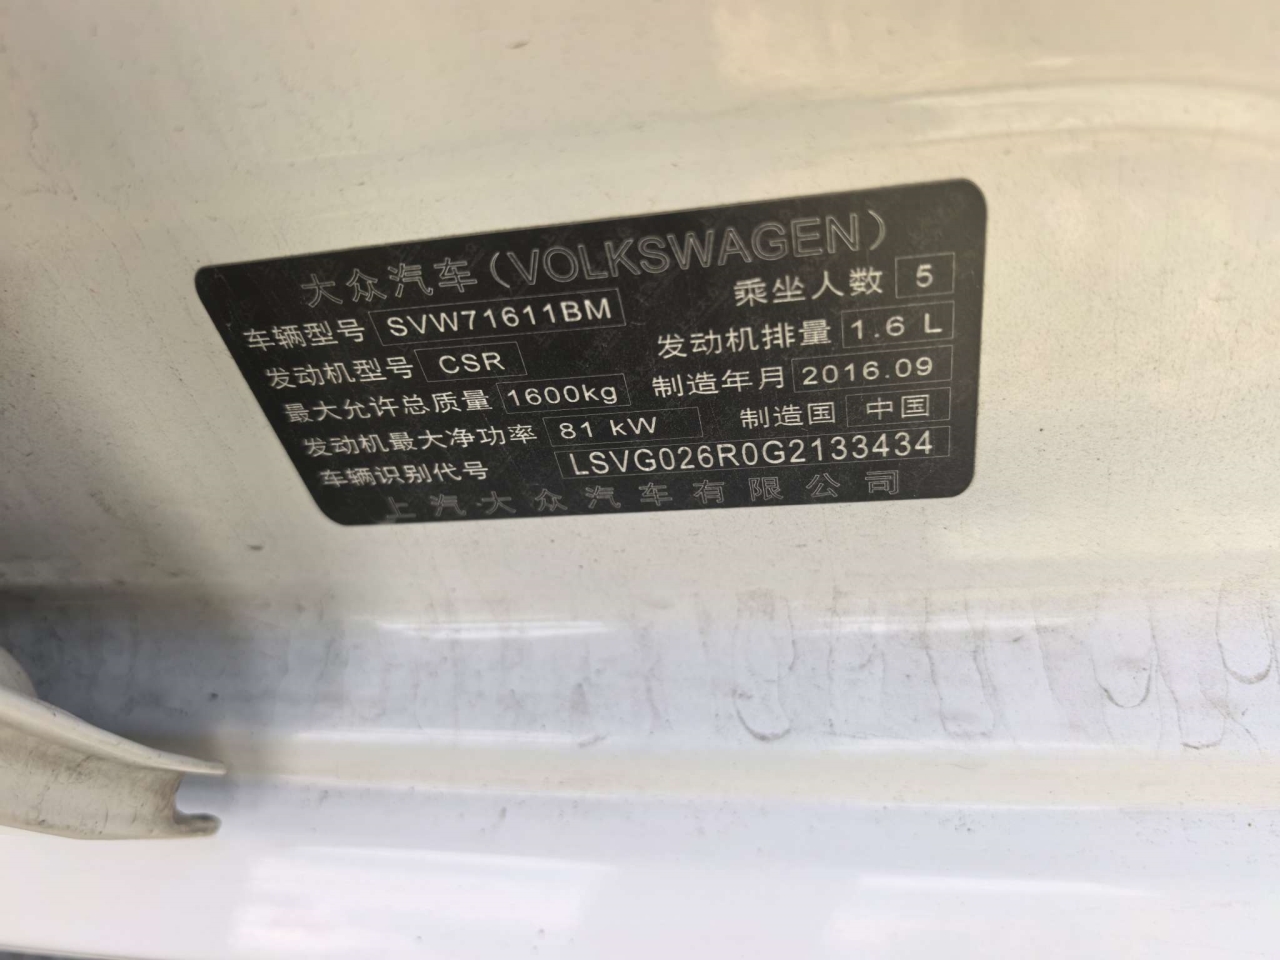 大众汽车(VOLKSWAGEN)
车辆型号 SVW71611BM 乘坐人数 5
发动机型号 CSR 发动机排量 1.6 L
最大允许总质量 1600kg 制造年月 2016.09
发动机最大净功率 81 kW 制造国 中国
车辆识别代号 LSVG026R0G2133434
上汽大众汽车有限公司